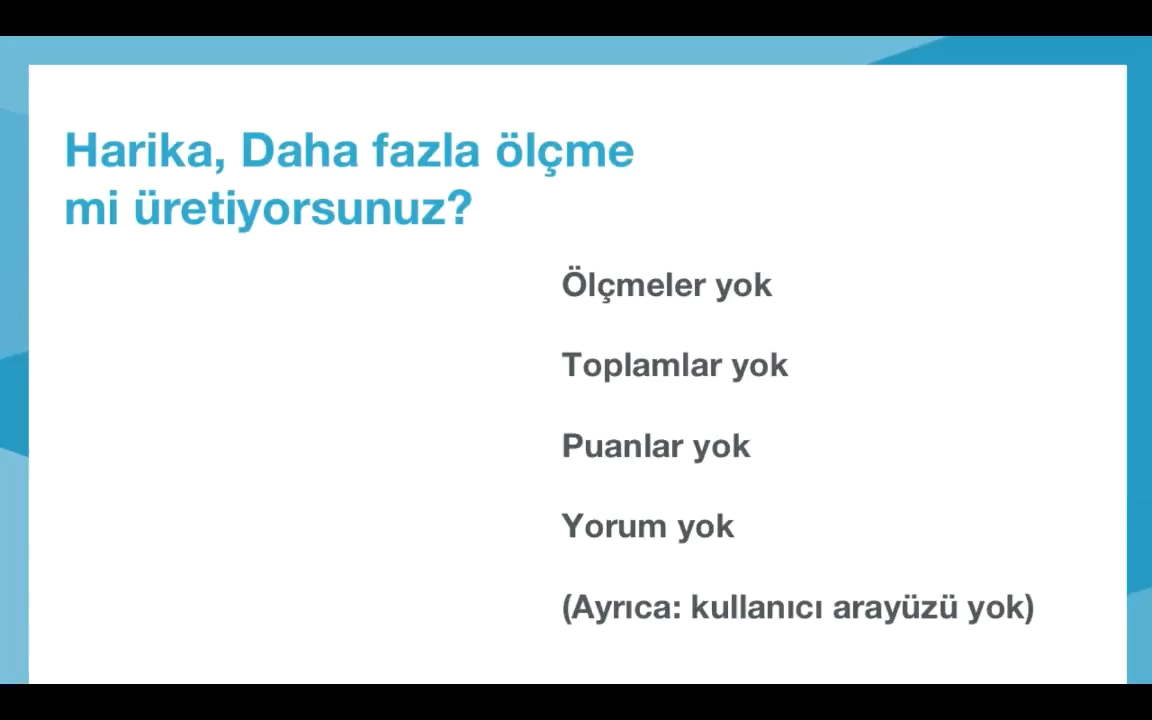 Harika, Daha fazla ölçme
mi üretiyorsunuz?
Ölçmeler yok
Toplamlar yok
Puanlar yok
Yorum yok
(Ayrıca: kullanıcı arayüzü yok)